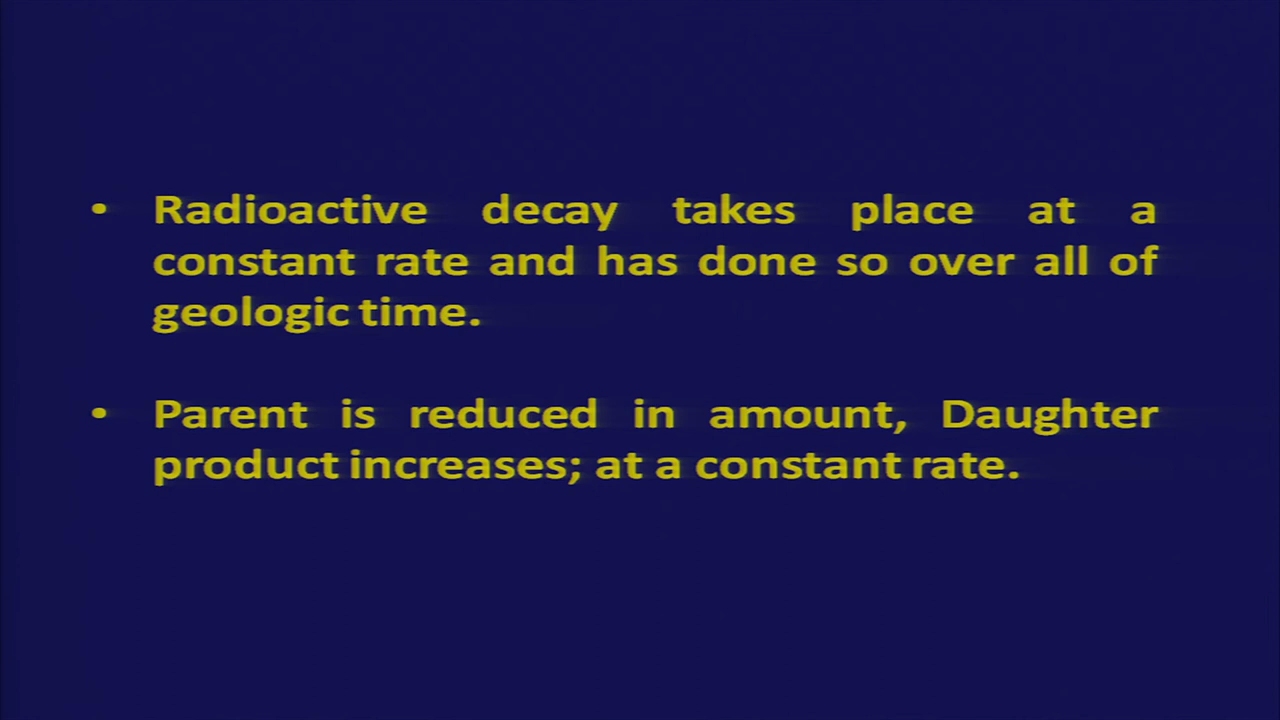 • Radioactive decay takes place at a
constant rate and has done so over all of
geologic time.
• Parent is reduced in amount, Daughter
product increases; at a constant rate.